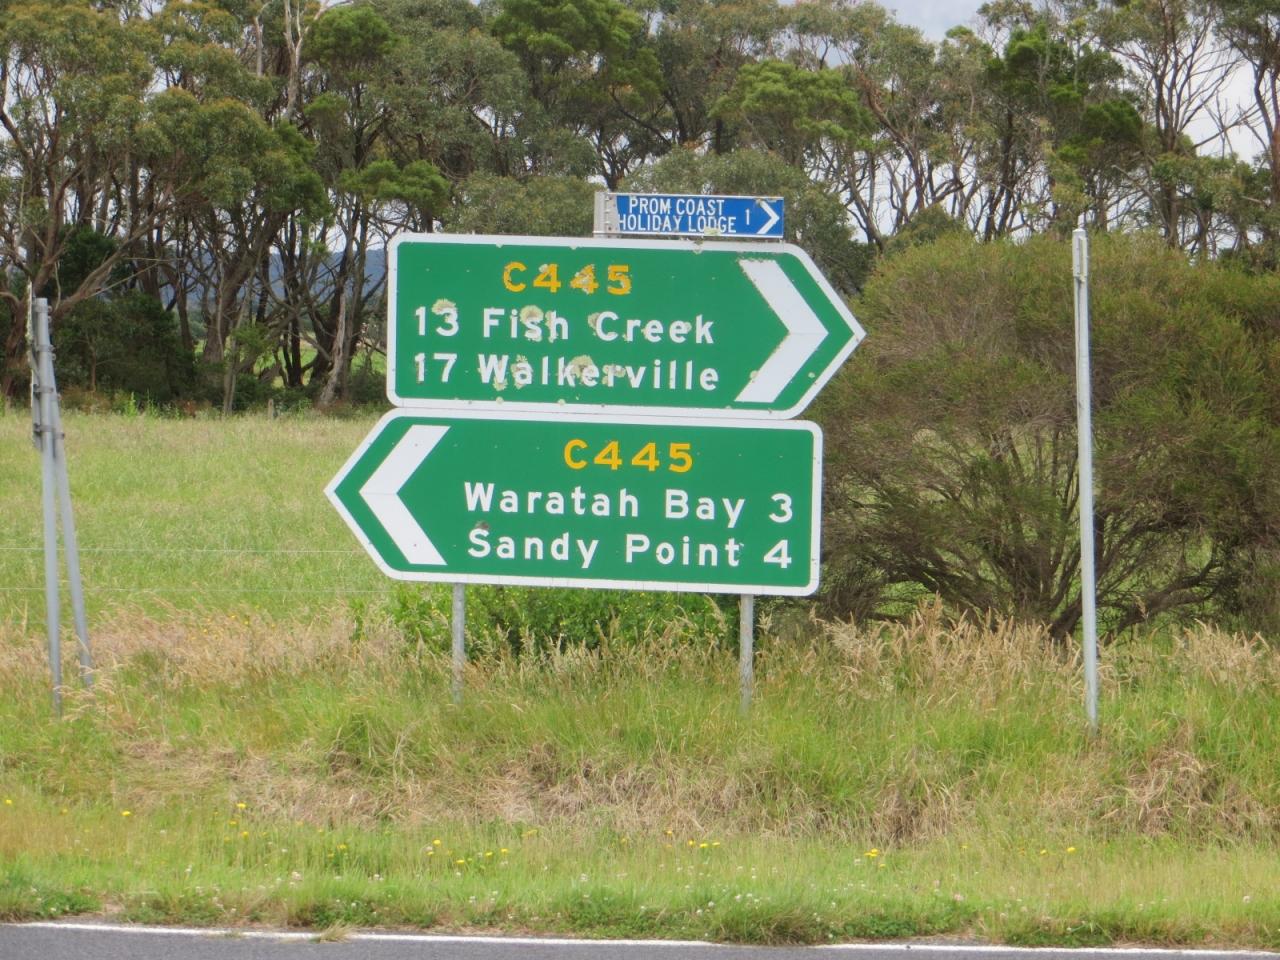 PROM COAST
HOLIDAY LODGE 1
C445
13 Fish Creek
17 Walkerville
C445
Waratah Bay 3
Sandy Point 4